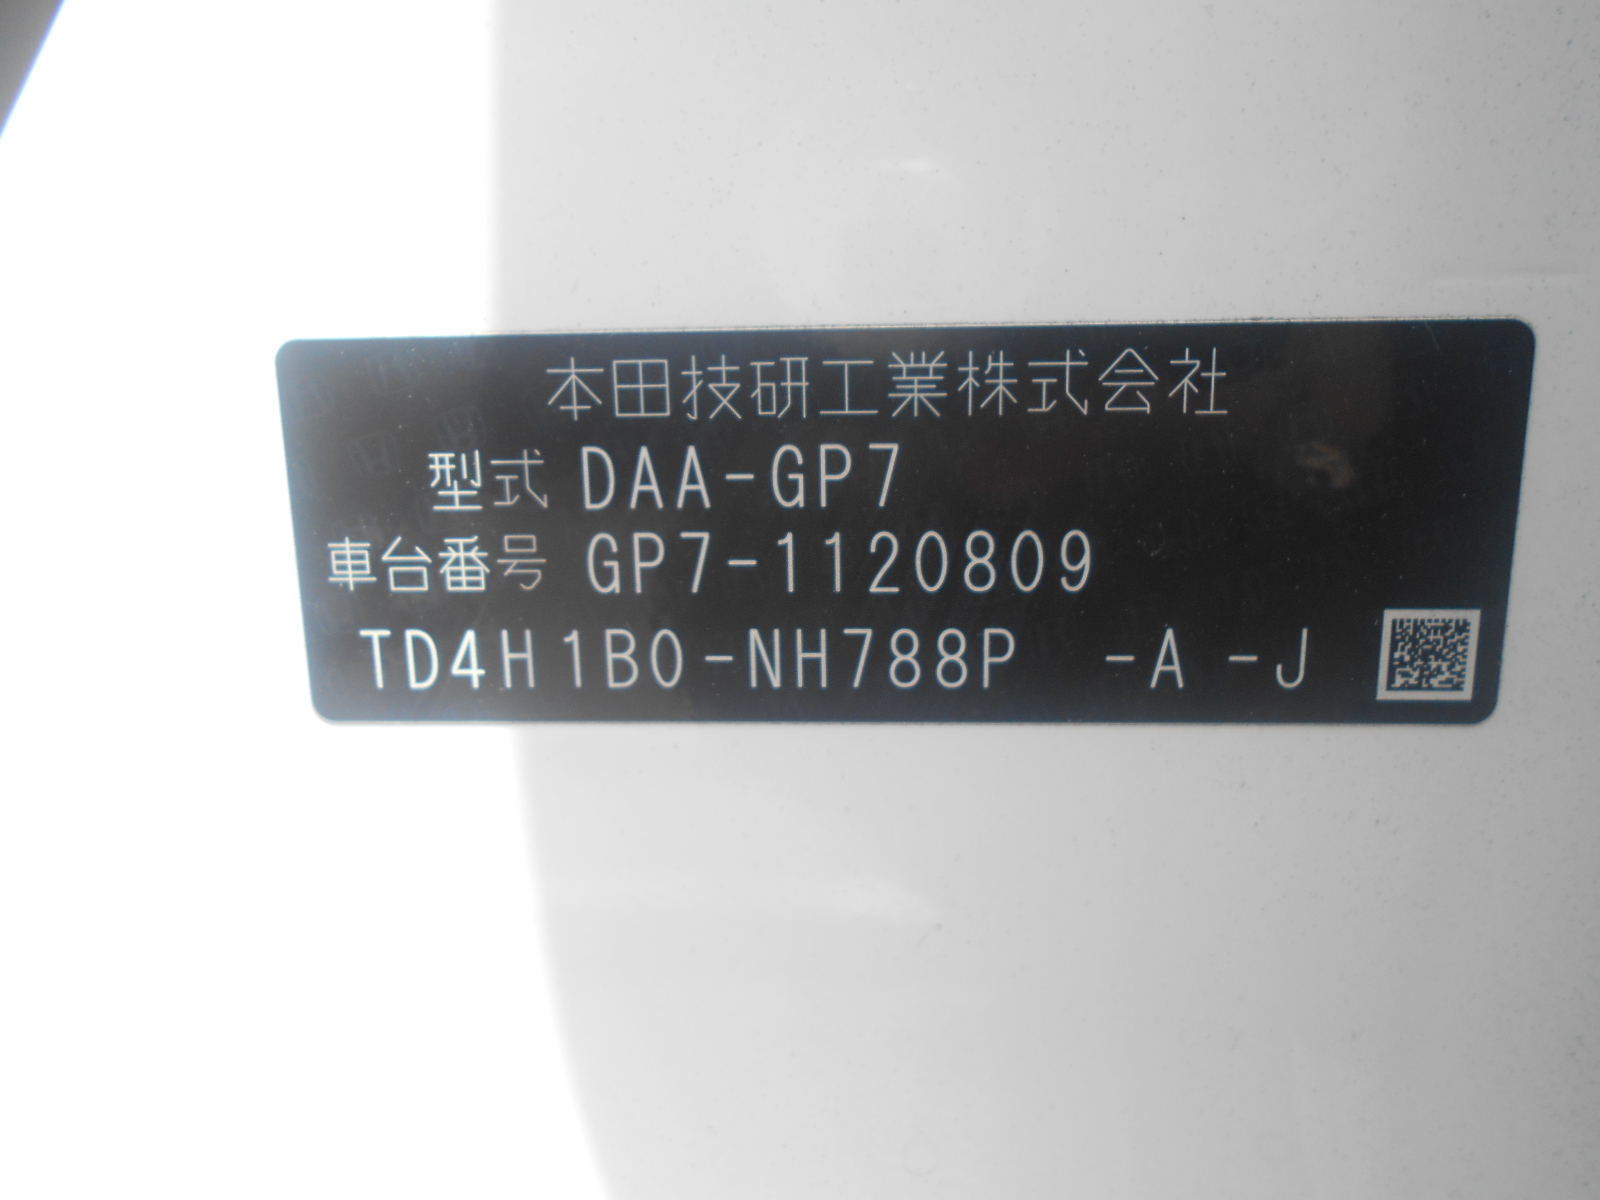 本田技研工業株式会社
型式 DAA-GP7
車台番号 GP7-1120809
TD4H1B0-NH788P -A -J